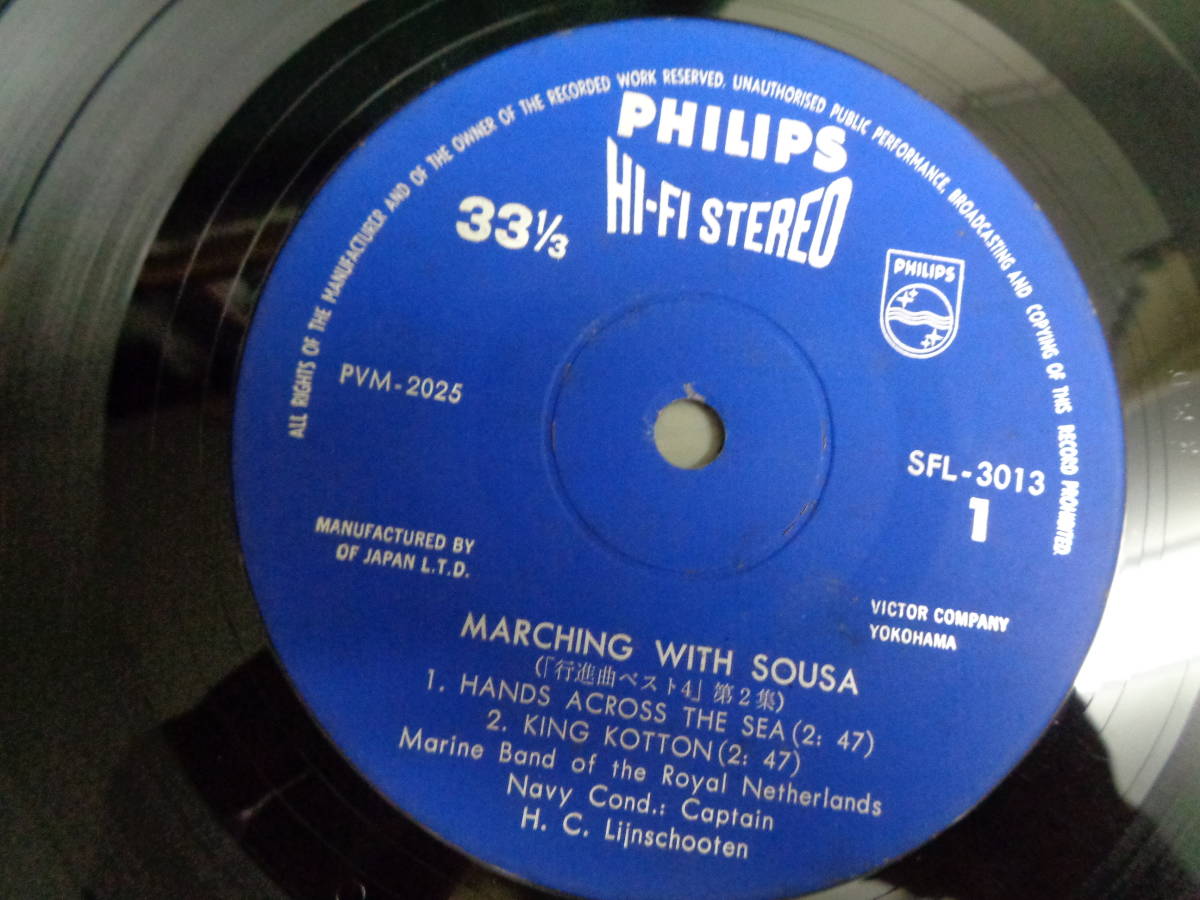 ALL RIGHTS OF THE MANUFACTURER AND OF THE OWNER OF THE RECORDED WORK RESERVED. UNAUTHORISED PUBLIC PERFORMANCE, BROADCASTING AND COPYING OF THIS RECORD PROHIBITED
PHILIPS
HI-FI STEREO
33⅓
PHILIPS
PVM-2025
SFL-3013
1
MANUFACTURED BY
OF JAPAN L.T.D.
VICTOR COMPANY
YOKOHAMA
MARCHING WITH SOUSA
(「行進曲ベスト4」第2集)
1. HANDS ACROSS THE SEA (2: 47)
2. KING KOTTON (2: 47)
Marine Band of the Royal Netherlands
Navy Cond.: Captain
H. C. Lijnschooten